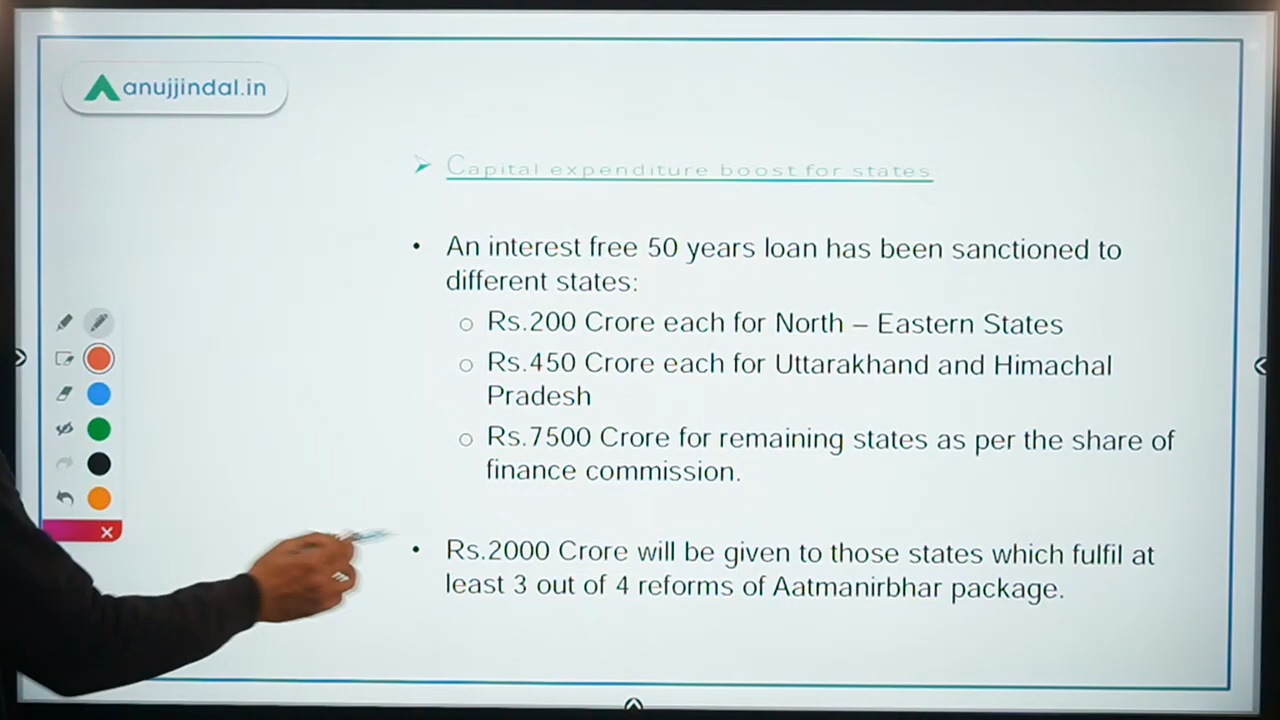 anujjindal.in
Capital expenditure boost for states
An interest free 50 years loan has been sanctioned to
different states:
Rs.200 Crore each for North – Eastern States
Rs.450 Crore each for Uttarakhand and Himachal
Pradesh
Rs.7500 Crore for remaining states as per the share of
finance commission.
Rs.2000 Crore will be given to those states which fulfil at
least 3 out of 4 reforms of Aatmanirbhar package.